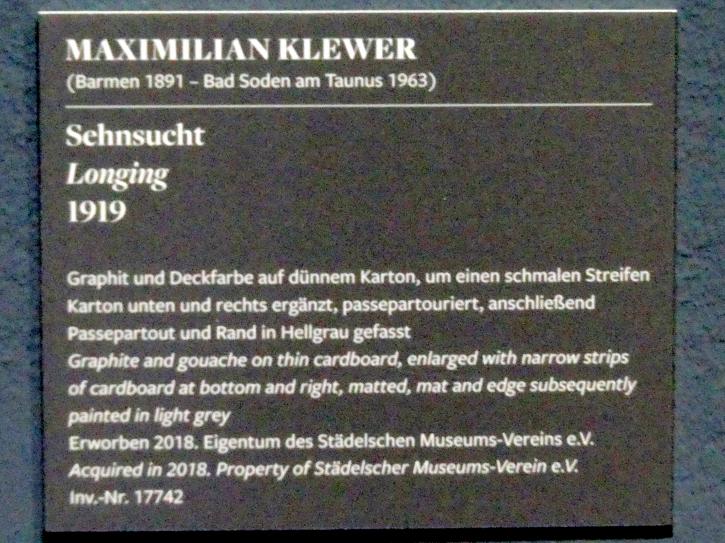 MAXIMILIAN KLEWER
(Barmen 1891 – Bad Soden am Taunus 1963)
Sehnsucht
Longing
1919
Graphit und Deckfarbe auf dünnem Karton, um einen schmalen Streifen
Karton unten und rechts ergänzt, passepartouriert, anschließend
Passepartout und Rand in Hellgrau gefasst
Graphite and gouache on thin cardboard, enlarged with narrow strips
of cardboard at bottom and right, matted, mat and edge subsequently
painted in light grey
Erworben 2018. Eigentum des Städelschen Museums-Vereins e.V.
Acquired in 2018. Property of Städelscher Museums-Verein e.V.
Inv.-Nr. 17742